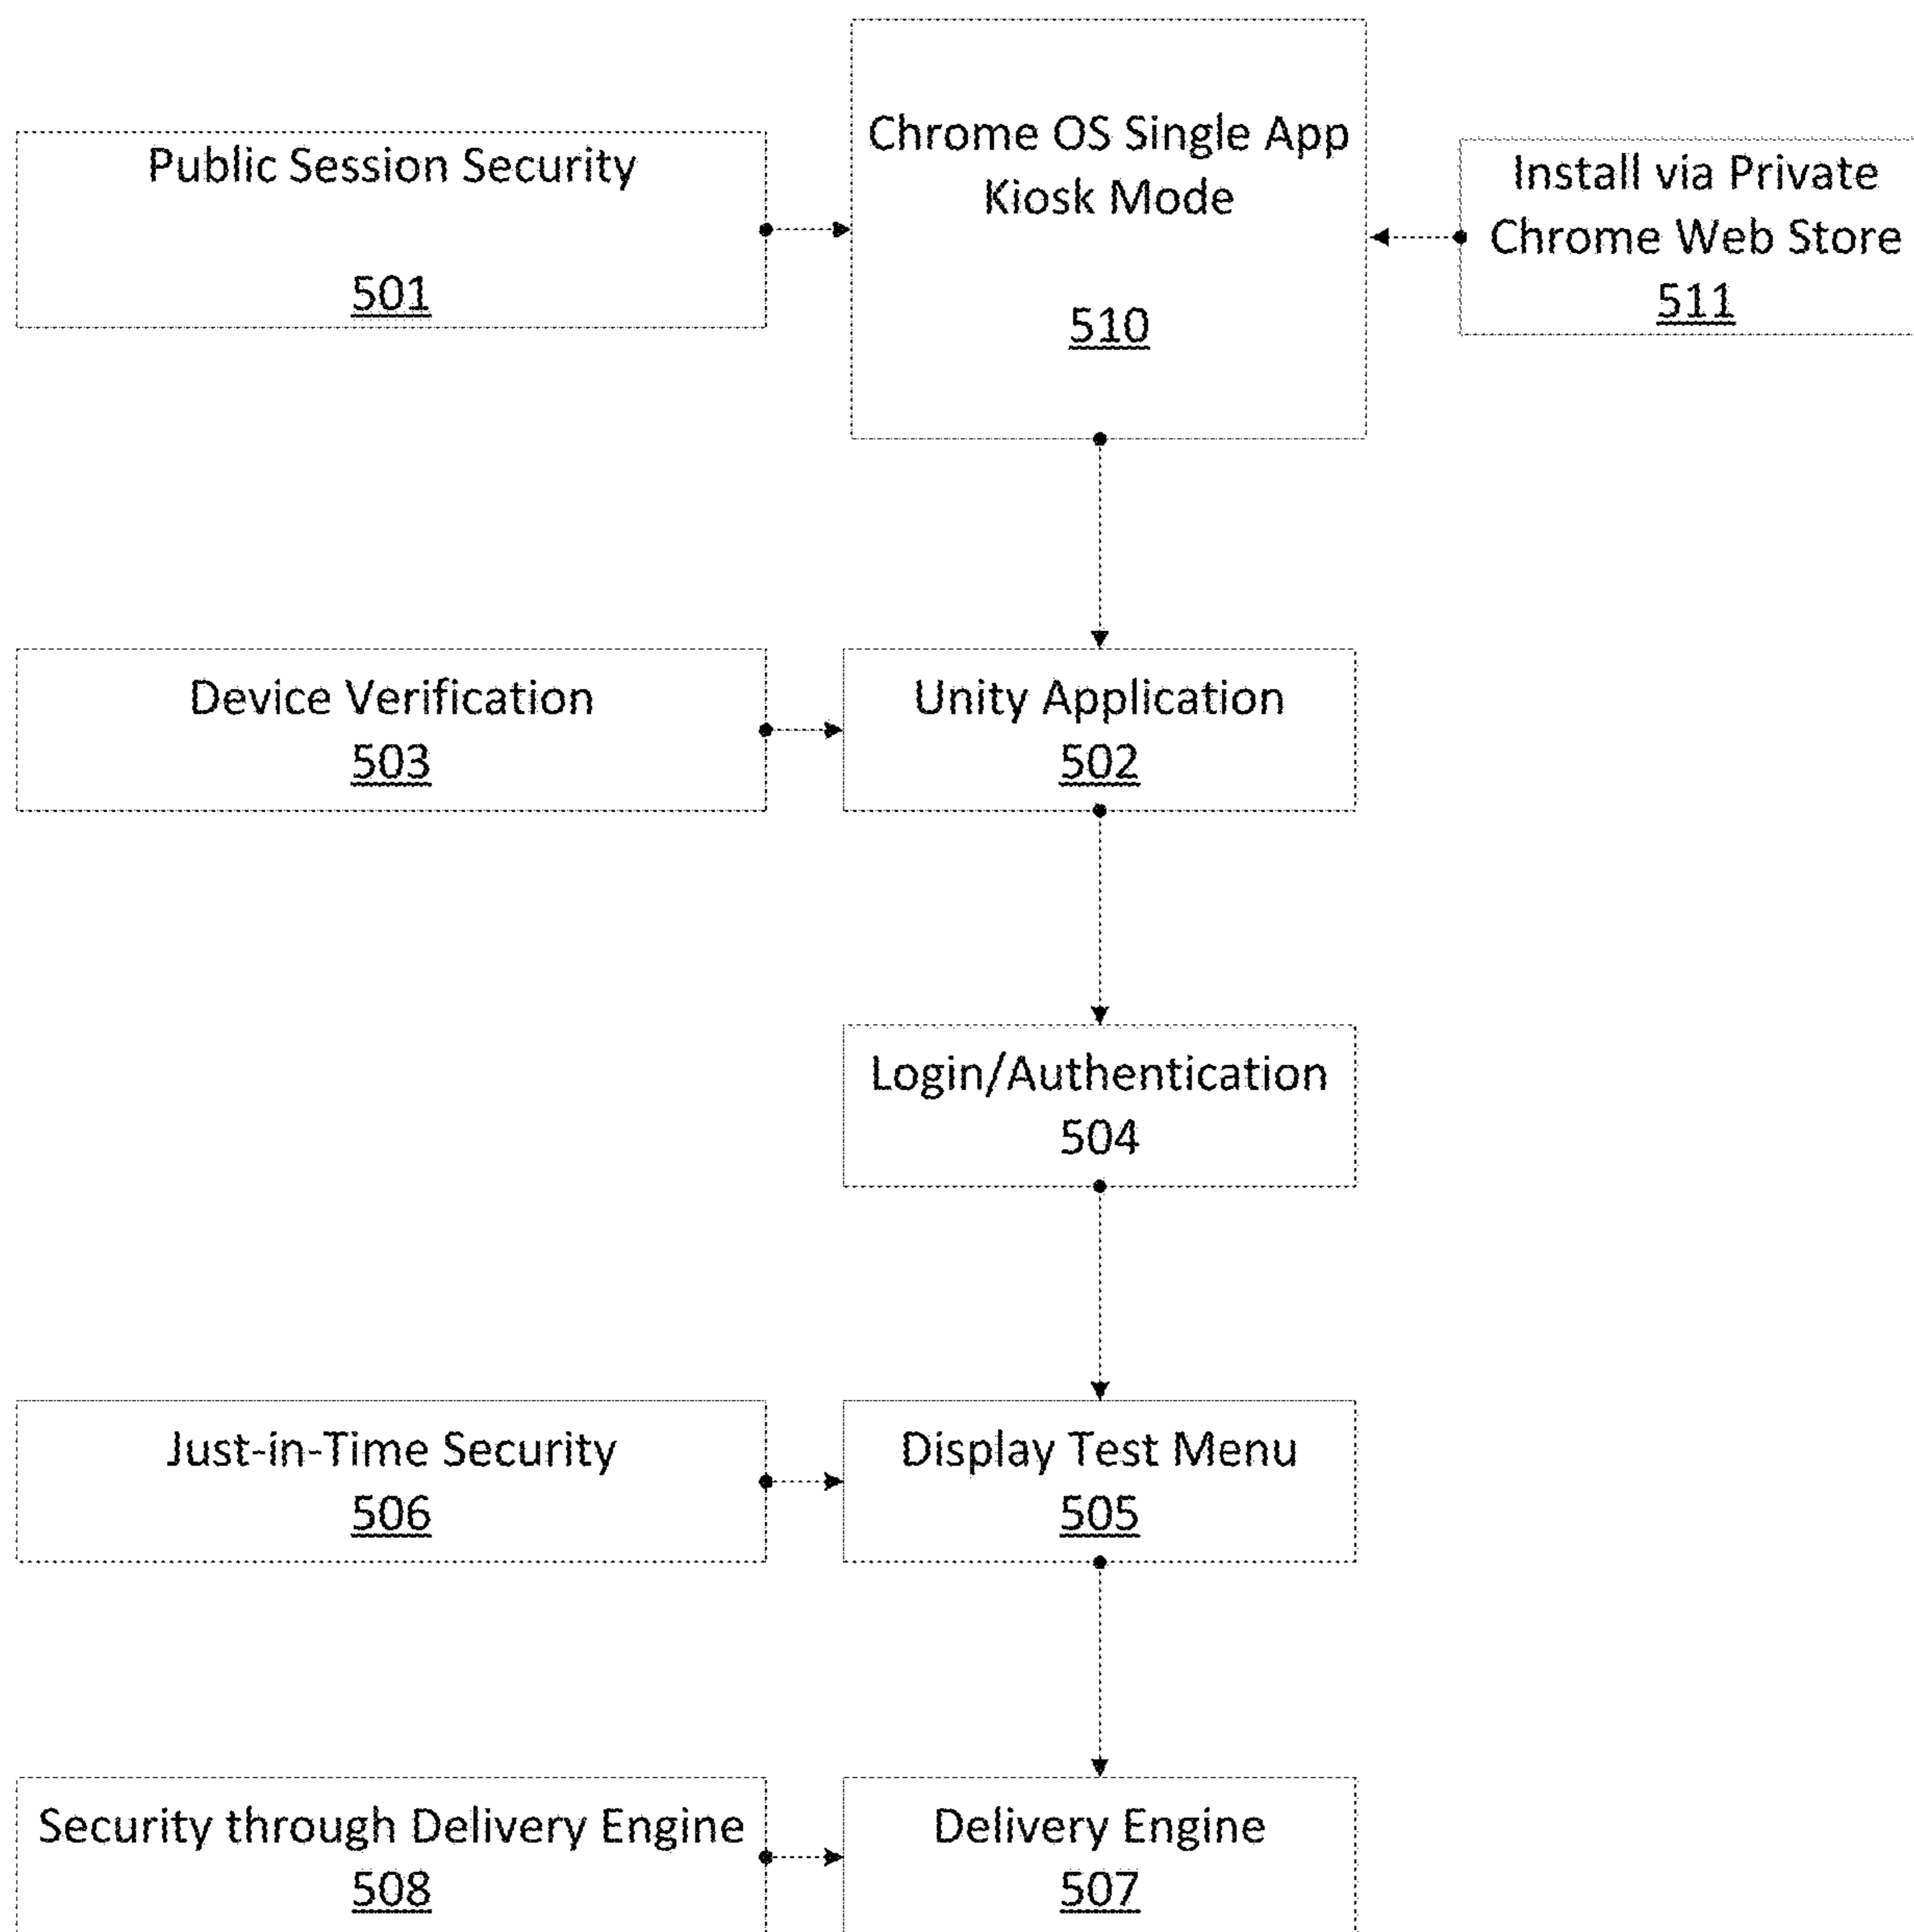 Public Session Security
501
Chrome OS Single App
Kiosk Mode
510
Install via Private
Chrome Web Store
511
Device Verification
503
Unity Application
502
Login/Authentication
504
Just-in-Time Security
506
Display Test Menu
505
Security through Delivery Engine
508
Delivery Engine
507